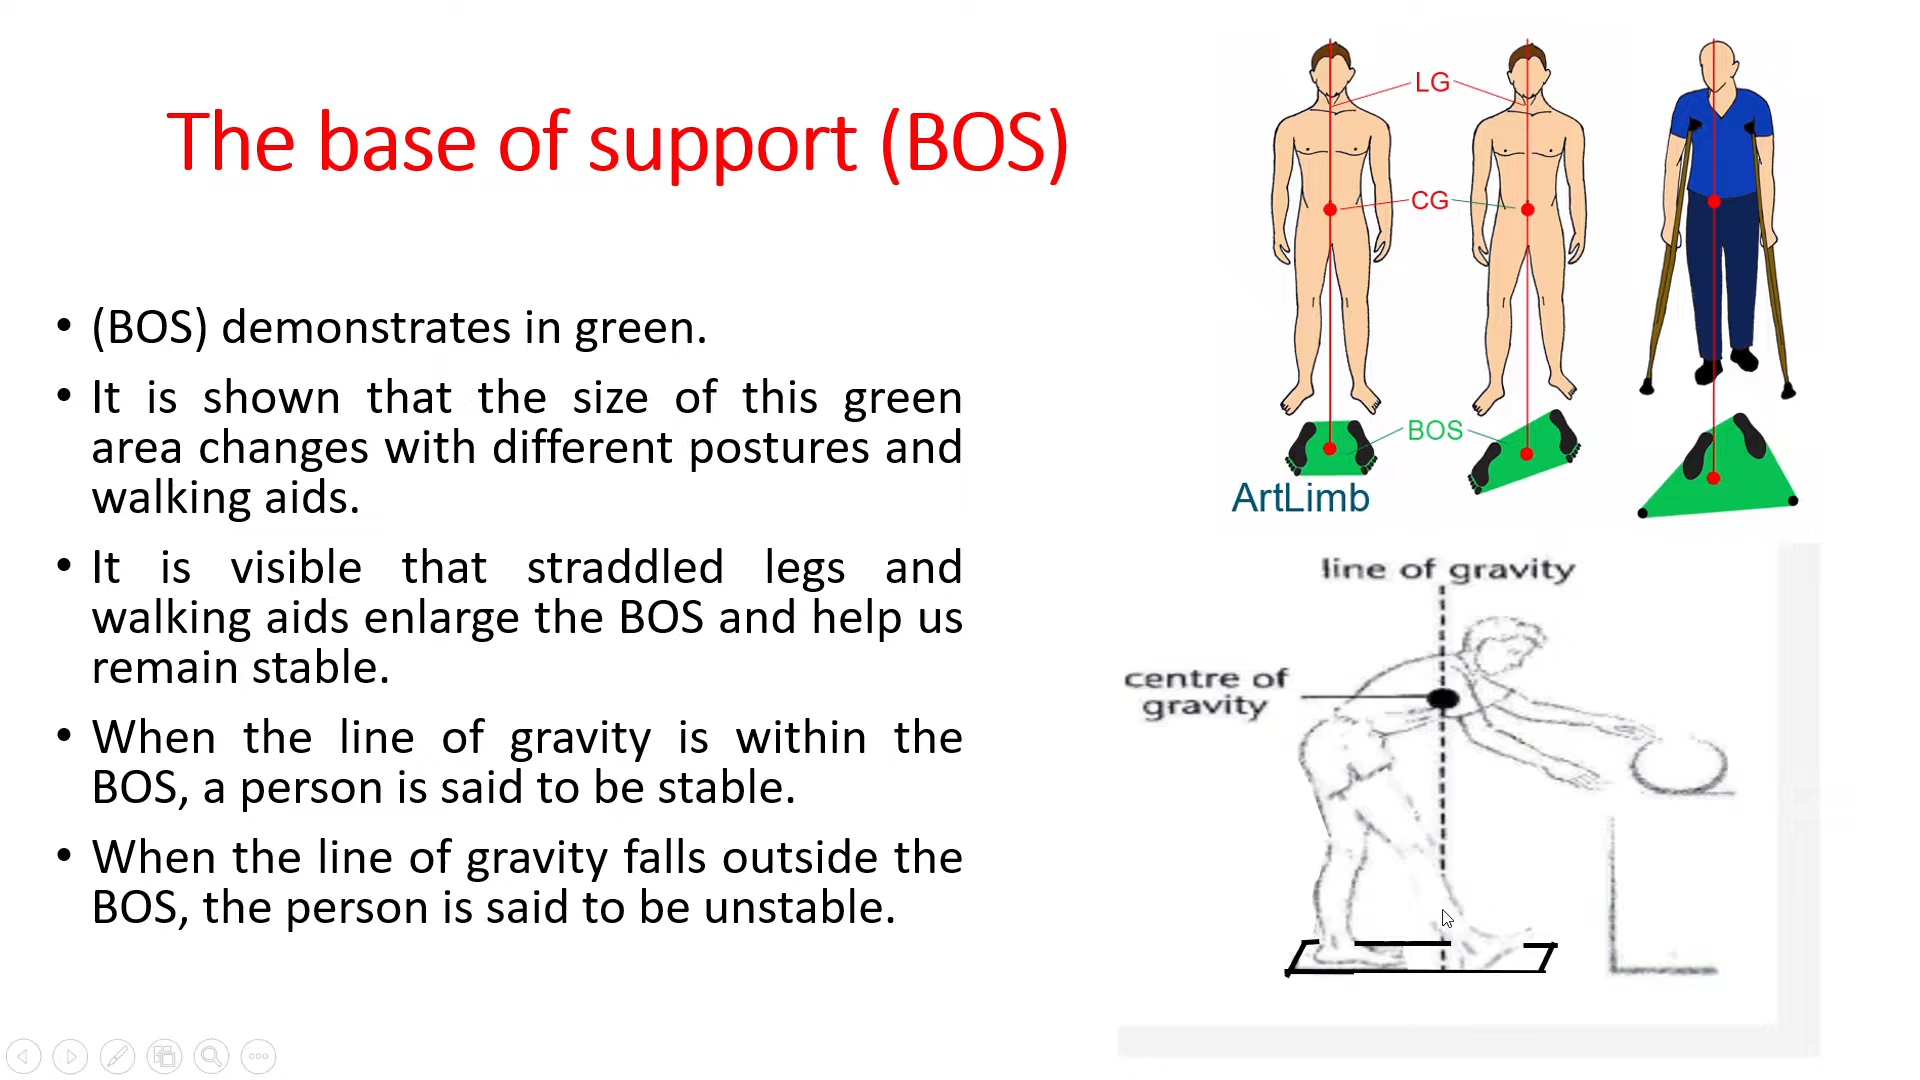 The base of support (BOS)
• (BOS) demonstrates in green.
• It is shown that the size of this green
area changes with different postures and
walking aids.
• It is visible that straddled legs and
walking aids enlarge the BOS and help us
remain stable.
• When the line of gravity is within the
BOS, a person is said to be stable.
• When the line of gravity falls outside the
BOS, the person is said to be unstable.
LG
CG
BOS
ArtLimb
line of gravity
centre of
gravity